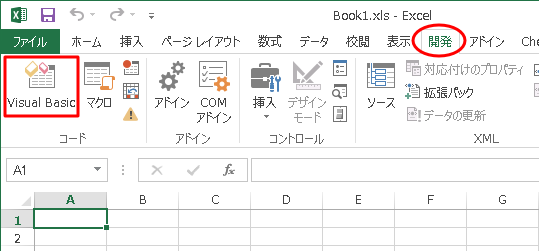 Book1.xls - Excel
ファイル ホーム 挿入 ページ レイアウト 数式 データ 校閲 表示 開発 アドイン Che
Visual Basic マクロ アドイン COM アドイン 挿入 デザイン モード ソース 対応付けのプロパティ
拡張パック
データの更新
コード アドイン コントロール XML
A1 fx
A B C D E F G
1
2